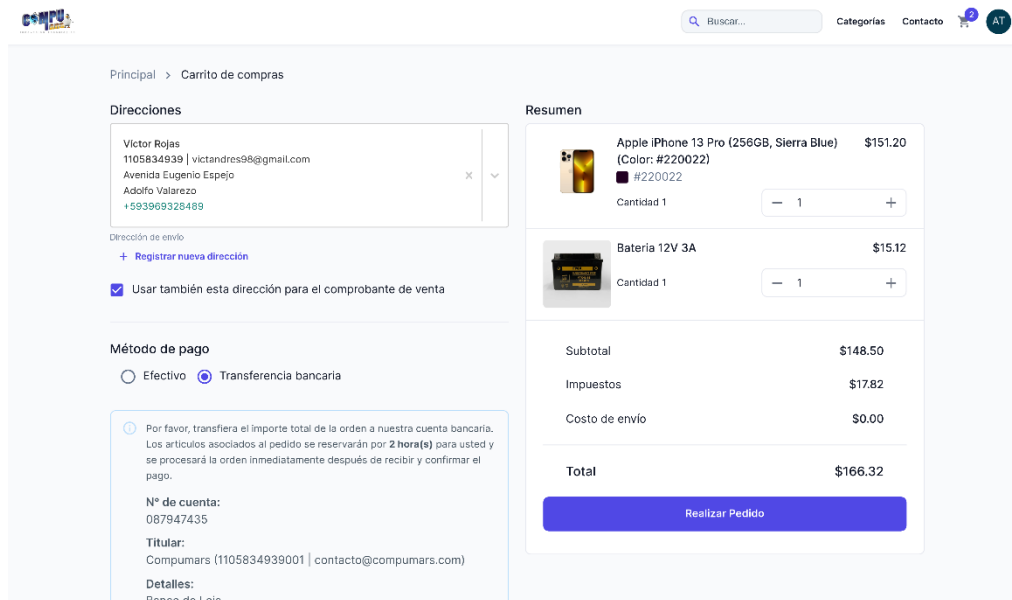 COMPU
Buscar...
Categorías
Contacto
2
AT
Principal > Carrito de compras
Direcciones
Víctor Rojas
1105834939 | victandres98@gmail.com
Avenida Eugenio Espejo
Adolfo Valarezo
+593969328489
Dirección de envío
+ Registrar nueva dirección
Usar también esta dirección para el comprobante de venta
Método de pago
Efectivo
Transferencia bancaria
Por favor, transfiera el importe total de la orden a nuestra cuenta bancaria.
Los artículos asociados al pedido se reservarán por 2 hora(s) para usted y
se procesará la orden inmediatamente después de recibir y confirmar el
pago.
Nº de cuenta:
087947435
Titular:
Compumars (1105834939001 | contacto@compumars.com)
Detalles:
Banco de Loja
Resumen
Apple iPhone 13 Pro (256GB, Sierra Blue) $151.20
(Color: #220022)
#220022
Cantidad 1
— 1 +
Bateria 12V 3A $15.12
Cantidad 1
— 1 +
Subtotal $148.50
Impuestos $17.82
Costo de envío $0.00
Total $166.32
Realizar Pedido